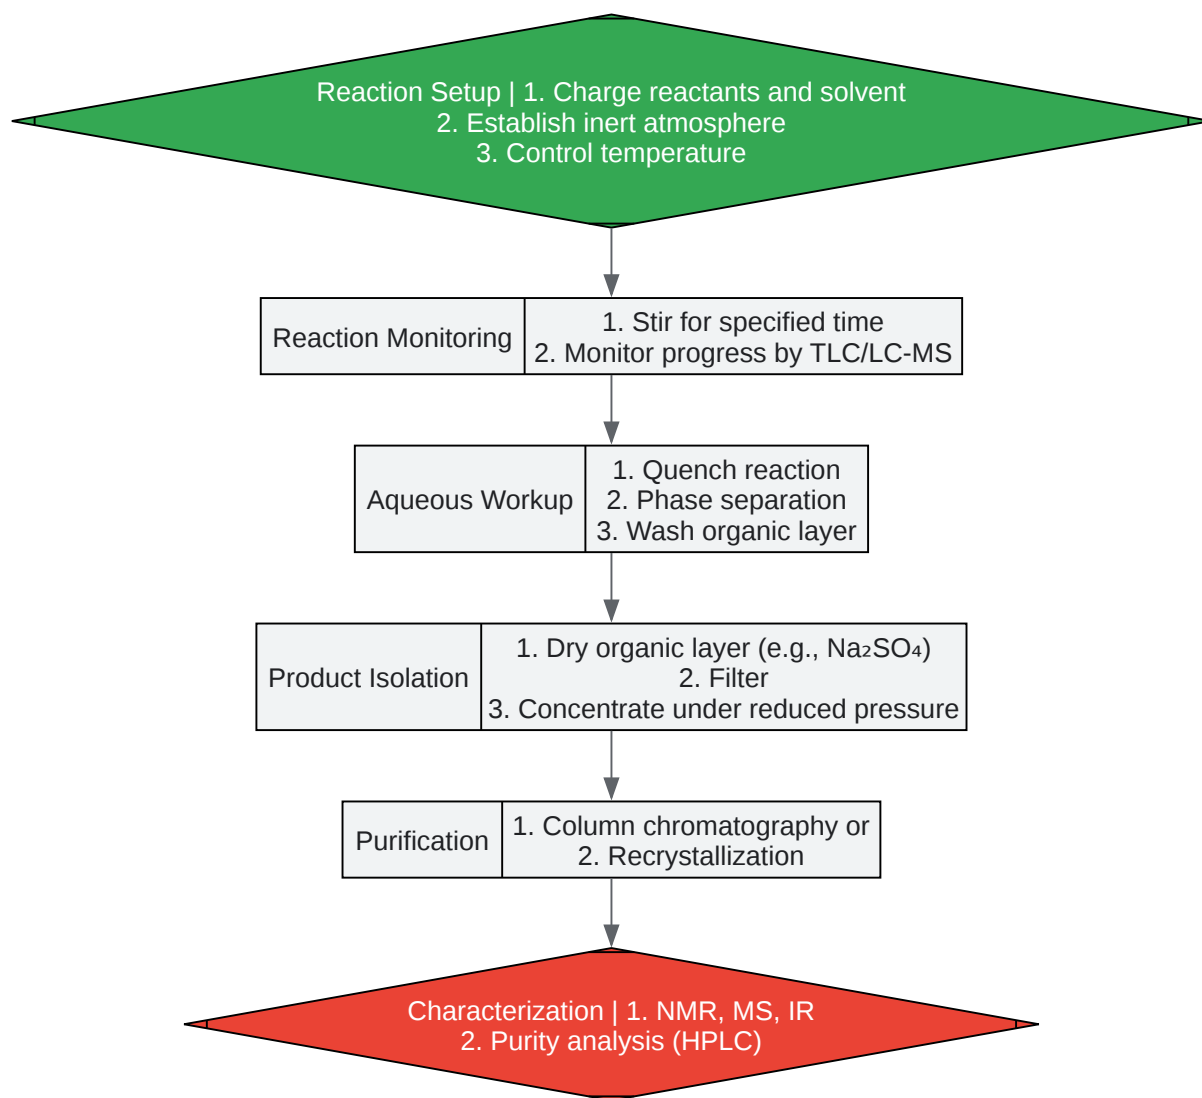 Reaction Setup | 1. Charge reactants and solvent
2. Establish inert atmosphere
3. Control temperature
Reaction Monitoring
1. Stir for specified time
2. Monitor progress by TLC/LC-MS
Aqueous Workup
1. Quench reaction
2. Phase separation
3. Wash organic layer
Product Isolation
1. Dry organic layer (e.g., Na₂SO₄)
2. Filter
3. Concentrate under reduced pressure
Purification
1. Column chromatography or
2. Recrystallization
Characterization | 1. NMR, MS, IR
2. Purity analysis (HPLC)